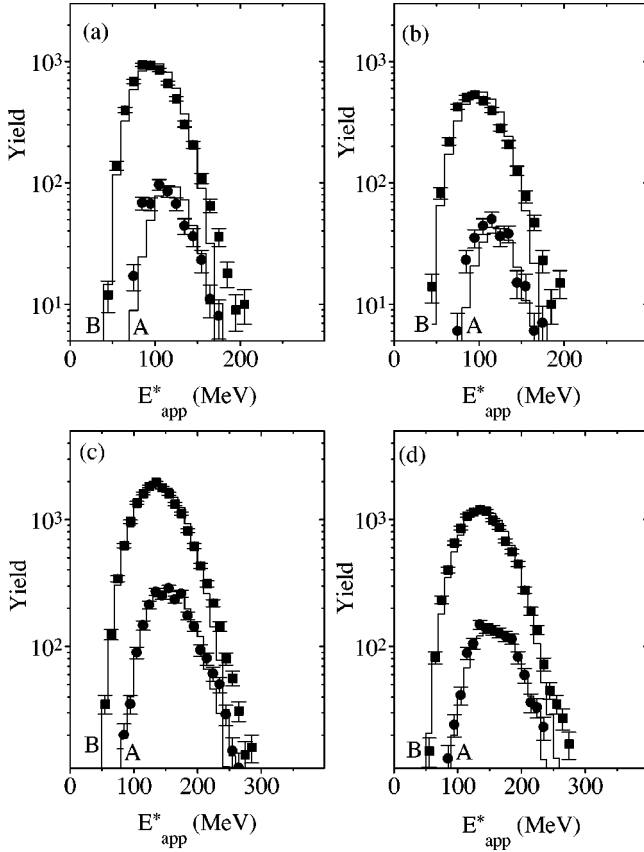 (a)
10³
10²
10¹
Yield
B
A
0
100
200
E*app (MeV)
(b)
10³
10²
10¹
Yield
B
A
0
100
200
E*app (MeV)
(c)
10³
10²
Yield
B
A
0
100
200
300
E*app (MeV)
(d)
10³
10²
Yield
B
A
0
100
200
300
E*app (MeV)